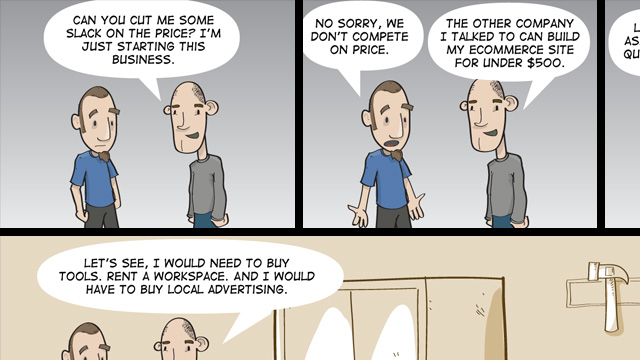 CAN YOU CUT ME SOME
SLACK ON THE PRICE? I'M
JUST STARTING THIS
BUSINESS.
NO SORRY, WE
DON'T COMPETE
ON PRICE.
THE OTHER COMPANY
I TALKED TO CAN BUILD
MY ECOMMERCE SITE
FOR UNDER $500.
LET'S SEE, I WOULD NEED TO BUY
TOOLS. RENT A WORKSPACE. AND I WOULD
HAVE TO BUY LOCAL ADVERTISING.